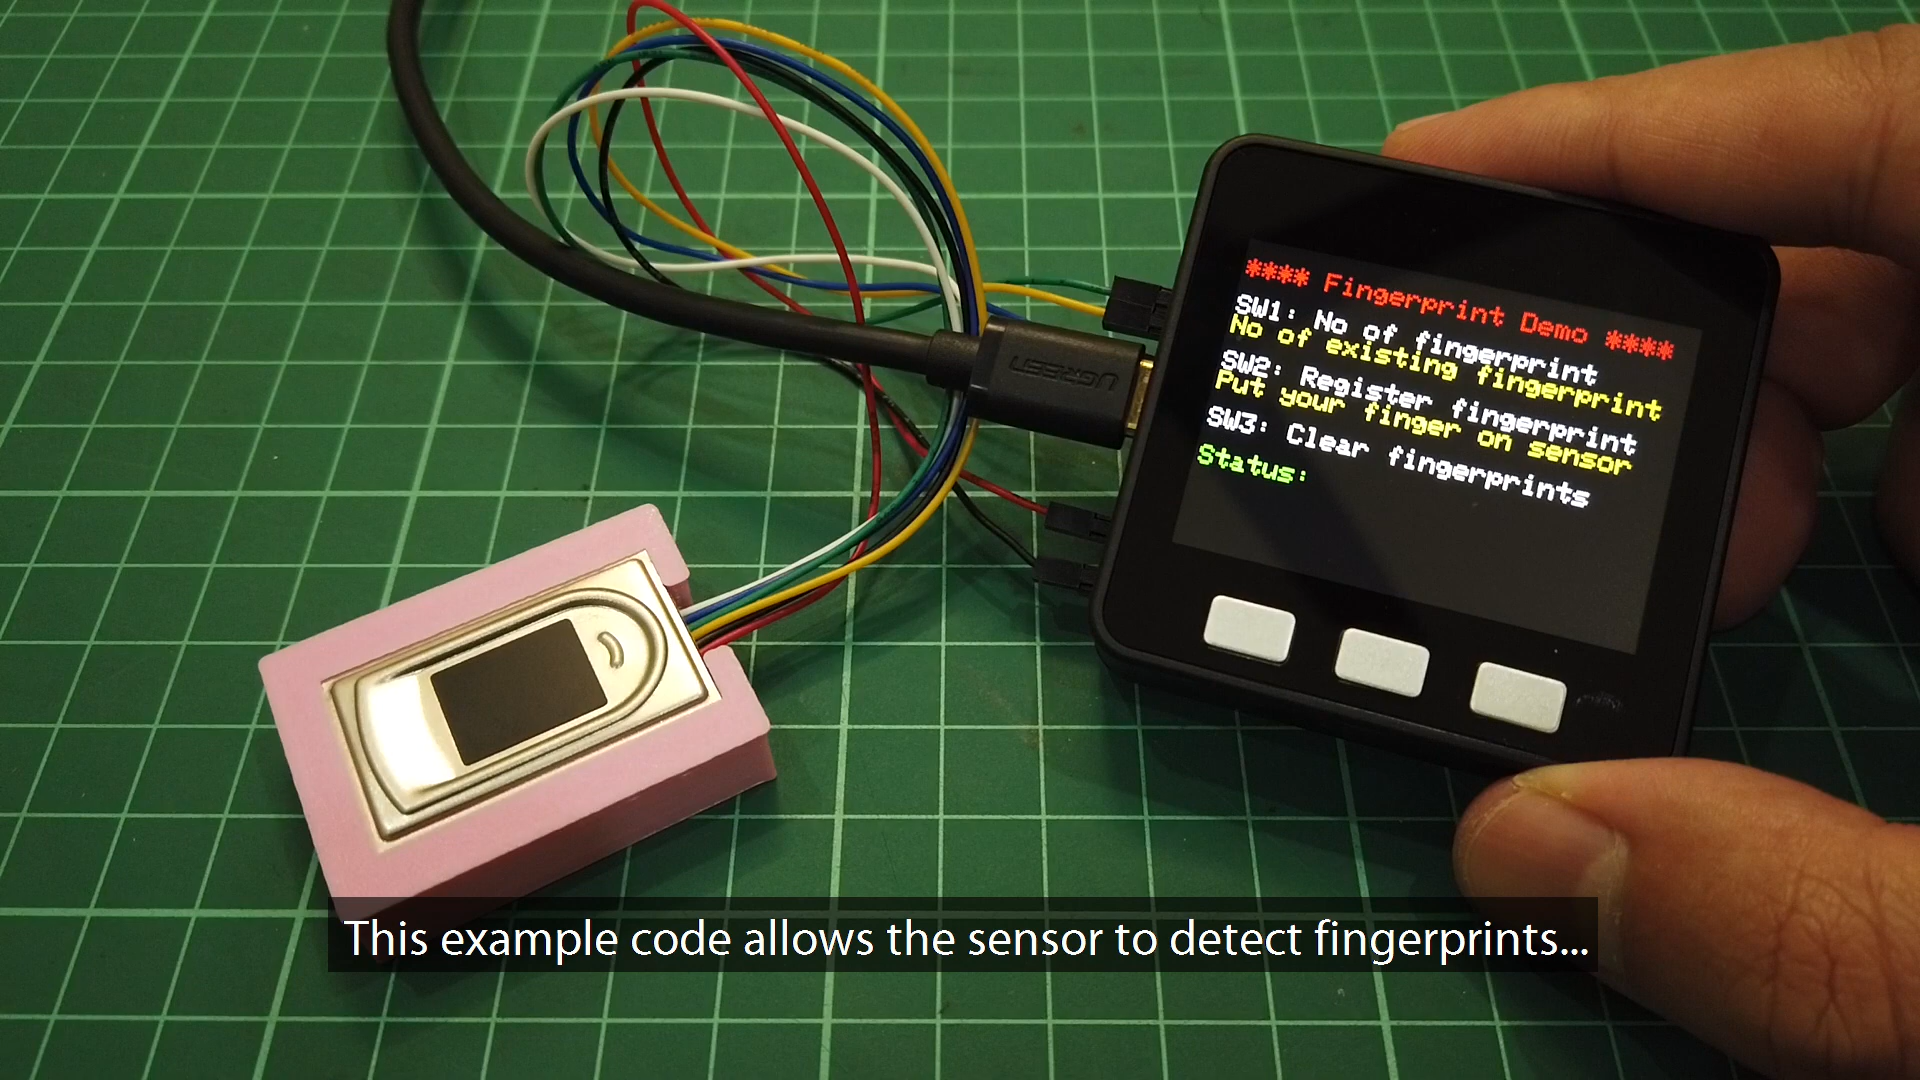 **** Fingerprint Demo ****
SW1: No of fingerprint
No of existing fingerprint
SW2: Register fingerprint
Put your finger on sensor
SW3: Clear fingerprints
Status:
UGREEN
This example code allows the sensor to detect fingerprints...